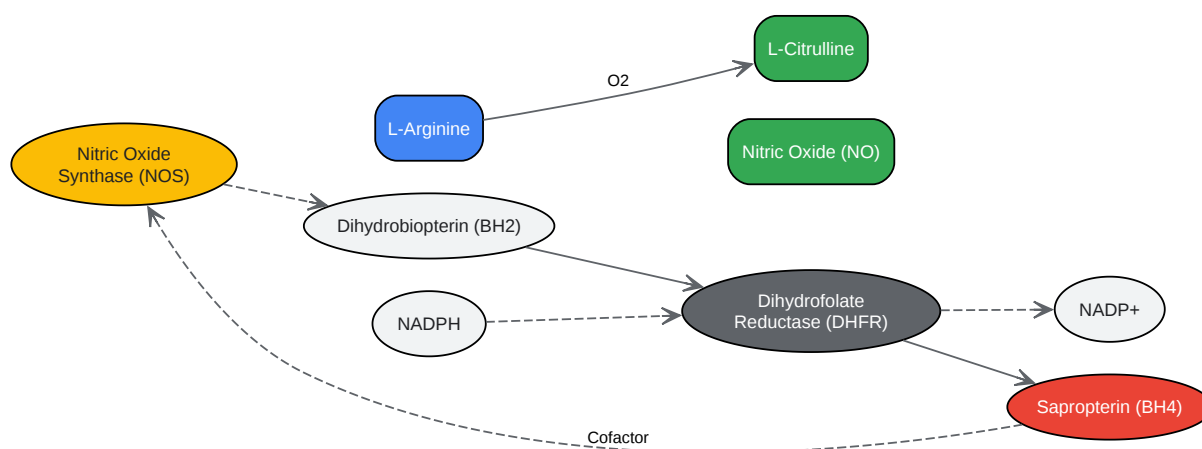 L-Citrulline
O2
L-Arginine
Nitric Oxide (NO)
Nitric Oxide
Synthase (NOS)
Dihydrobiopterin (BH2)
Dihydrofolate
Reductase (DHFR)
NADPH
NADP+
Sapropterin (BH4)
Cofactor